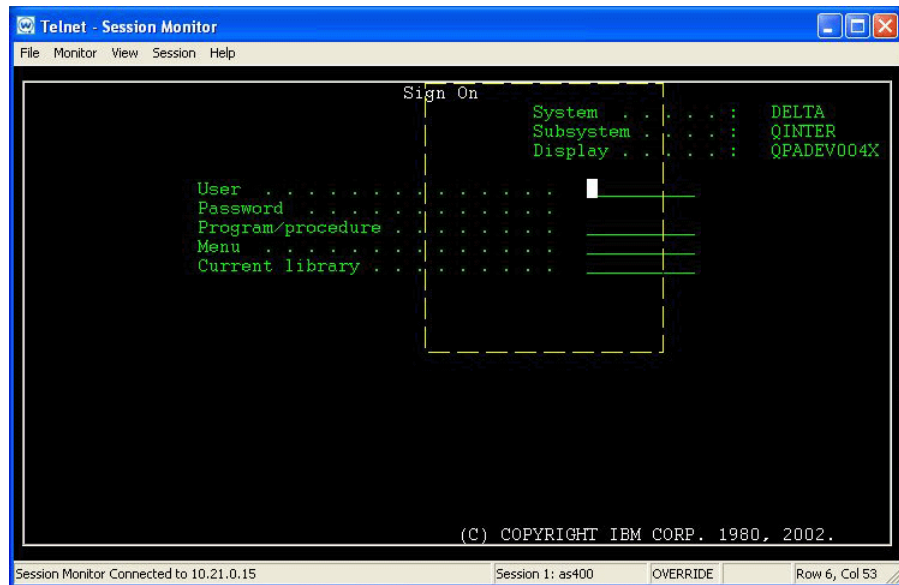 Telnet - Session Monitor
File Monitor View Session Help
Sign On
System . . . . . : DELTA
Subsystem . . . . : QINTER
Display . . . . . : QPADEV004X
User . . . . . . . . . . . . . .
Password . . . . . . . . . . . .
Program/procedure . . . . . . . .
Menu . . . . . . . . . . . . . .
Current library . . . . . . . . .
(C) COPYRIGHT IBM CORP. 1980, 2002.
Session Monitor Connected to 10.21.0.15 Session 1: as400 OVERRIDE Row 6, Col 53